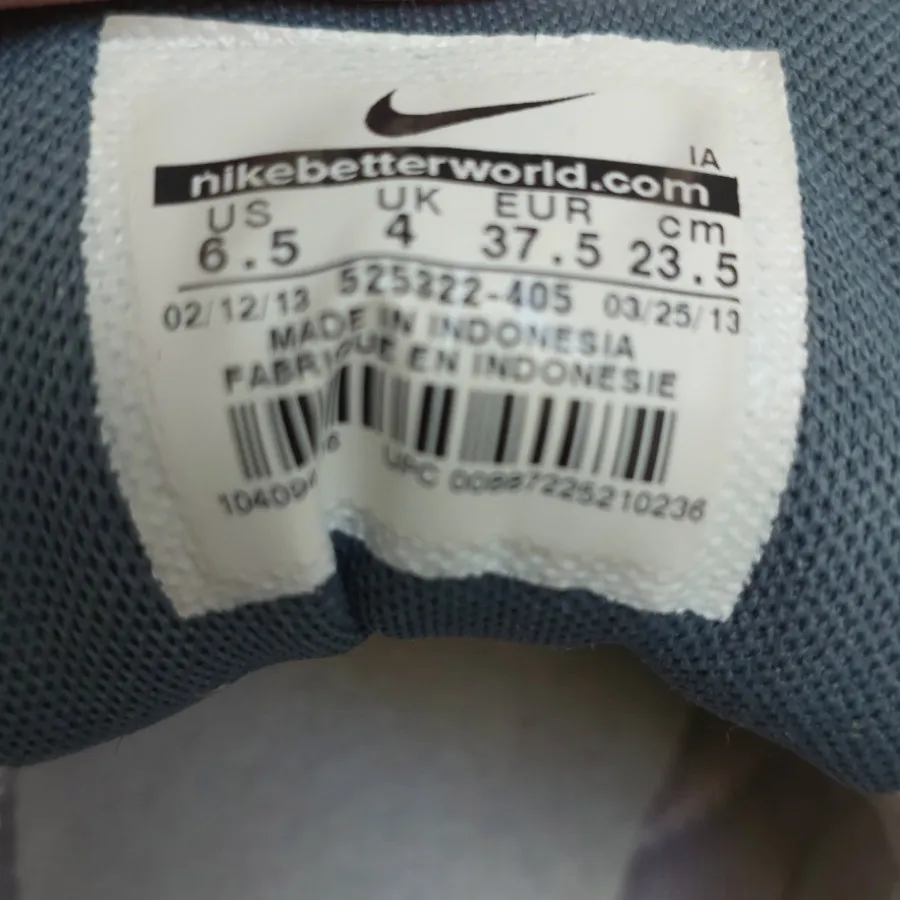 IA
nikebetterworld.com
US UK EUR cm
6.5 4 37.5 23.5
02/12/13 525322-405 03/25/13
MADE IN INDONESIA
FABRIQUE EN INDONESIE
UPC 00887225210236